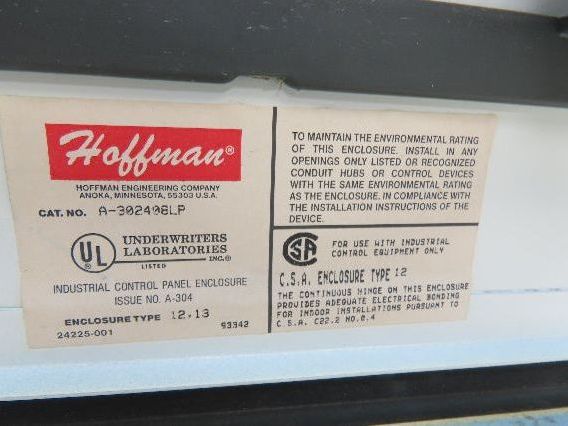 Hoffman®
HOFFMAN ENGINEERING COMPANY
ANOKA, MINNESOTA, 55303 U.S.A.
CAT. NO. A-302408LP
UL
UNDERWRITERS
LABORATORIES
INC.®
LISTED
INDUSTRIAL CONTROL PANEL ENCLOSURE
ISSUE NO. A-304
ENCLOSURE TYPE 12,13
24225-001
93342
TO MAINTAIN THE ENVIRONMENTAL RATING
OF THIS ENCLOSURE. INSTALL IN ANY
OPENINGS ONLY LISTED OR RECOGNIZED
CONDUIT HUBS OR CONTROL DEVICES
WITH THE SAME ENVIRONMENTAL RATING
AS THE ENCLOSURE. IN COMPLIANCE WITH
THE INSTALLATION INSTRUCTIONS OF THE
DEVICE.
SA
FOR USE WITH INDUSTRIAL
CONTROL EQUIPMENT ONLY
C.S.A. ENCLOSURE TYPE 12
THE CONTINUOUS HINGE ON THIS ENCLOSURE
PROVIDES ADEQUATE ELECTRICAL BONDING
FOR INDOOR INSTALLATIONS PURSUANT TO
C.S.A. C22.2 NO.0.4